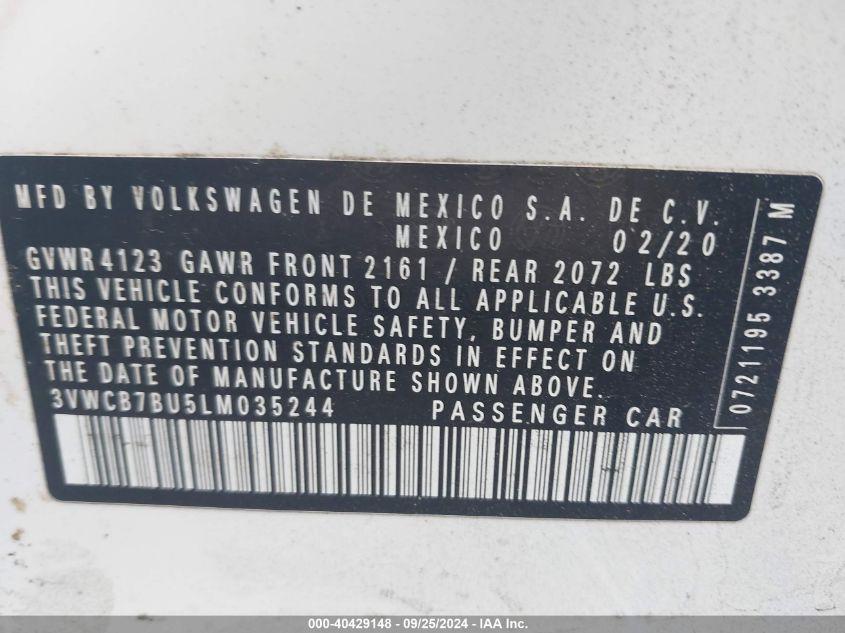 MFD BY VOLKSWAGEN DE MEXICO S.A. DE C.V.
MEXICO 02/20
GVWR 4123 GAWR FRONT 2161 / REAR 2072 LBS
THIS VEHICLE CONFORMS TO ALL APPLICABLE U.S.
FEDERAL MOTOR VEHICLE SAFETY, BUMPER AND
THEFT PREVENTION STANDARDS IN EFFECT ON
THE DATE OF MANUFACTURE SHOWN ABOVE.
3VWCB7BU5LM035244 PASSENGER CAR
0721195 3387 M
000-40429148 - 09/25/2024 - IAA Inc.